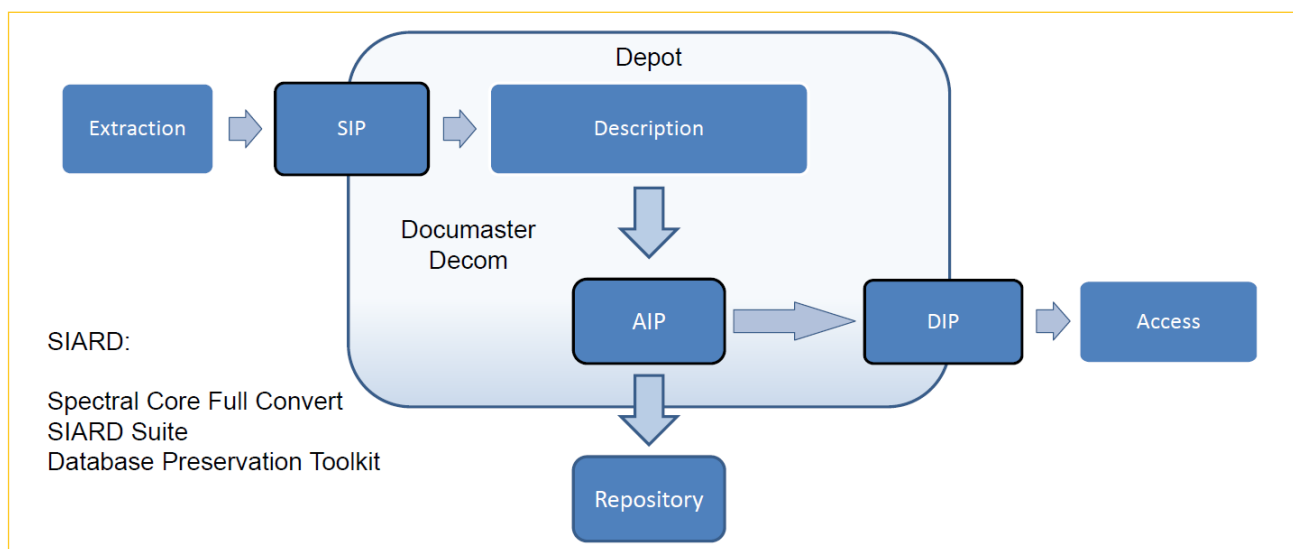 Depot
Extraction
SIP
Description
Documaster
Decom
AIP
DIP
Access
SIARD:
Spectral Core Full Convert
SIARD Suite
Database Preservation Toolkit
Repository